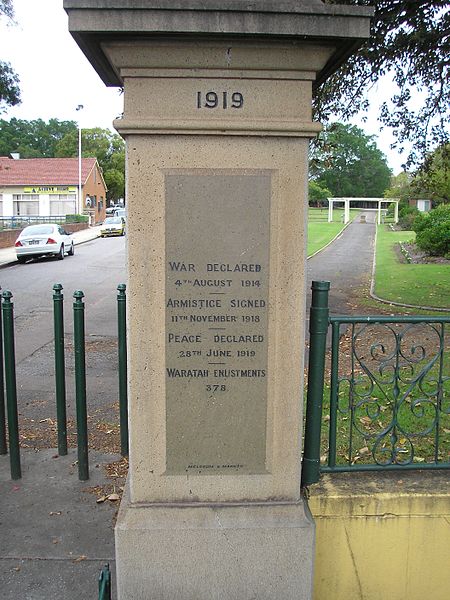 1919
WAR DECLARED
4TH AUGUST 1914
ARMISTICE SIGNED
11TH NOVEMBER 1918
PEACE DECLARED
28TH JUNE 1919
WARATAH ENLISTMENTS
378